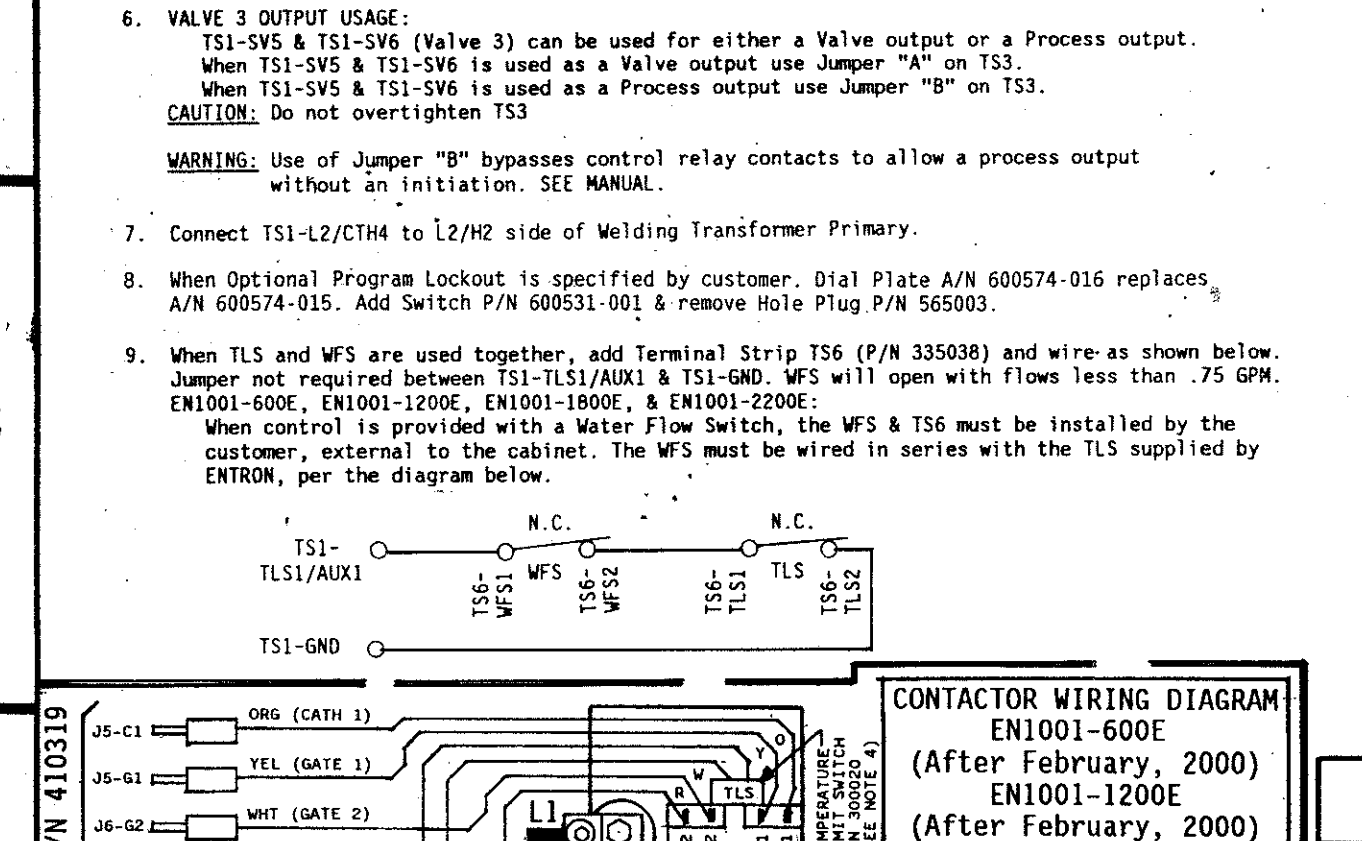 6. VALVE 3 OUTPUT USAGE:
TS1-SV5 & TS1-SV6 (Valve 3) can be used for either a Valve output or a Process output.
When TS1-SV5 & TS1-SV6 is used as a Valve output use Jumper "A" on TS3.
When TS1-SV5 & TS1-SV6 is used as a Process output use Jumper "B" on TS3.
CAUTION: Do not overtighten TS3
WARNING: Use of Jumper "B" bypasses control relay contacts to allow a process output
without an initiation. SEE MANUAL.
7. Connect TS1-L2/CTH4 to L2/H2 side of Welding Transformer Primary.
8. When Optional Program Lockout is specified by customer. Dial Plate A/N 600574-016 replaces
A/N 600574-015. Add Switch P/N 600531-001 & remove Hole Plug P/N 565003.
9. When TLS and WFS are used together, add Terminal Strip TS6 (P/N 335038) and wire as shown below.
Jumper not required between TS1-TLS1/AUX1 & TS1-GND. WFS will open with flows less than .75 GPM.
EN1001-600E, EN1001-1200E, EN1001-1800E, & EN1001-2200E:
When control is provided with a Water Flow Switch, the WFS & TS6 must be installed by the
customer, external to the cabinet. The WFS must be wired in series with the TLS supplied by
ENTRON, per the diagram below.
N.C. N.C.
TS1-
TLS1/AUX1
TS6-
WFS1
WFS
TS6-
WFS2
TS6-
TLS1
TLS
TS6-
TLS2
TS1-GND
410319
J5-C1 ORG (CATH 1)
J5-G1 YEL (GATE 1)
J6-G2 WHT (GATE 2)
L1
O
Y
W
R
TLS
2
2
1
1
SWITCH
300020
NOTE 4)
CONTACTOR WIRING DIAGRAM
EN1001-600E
(After February, 2000)
EN1001-1200E
(After February, 2000)